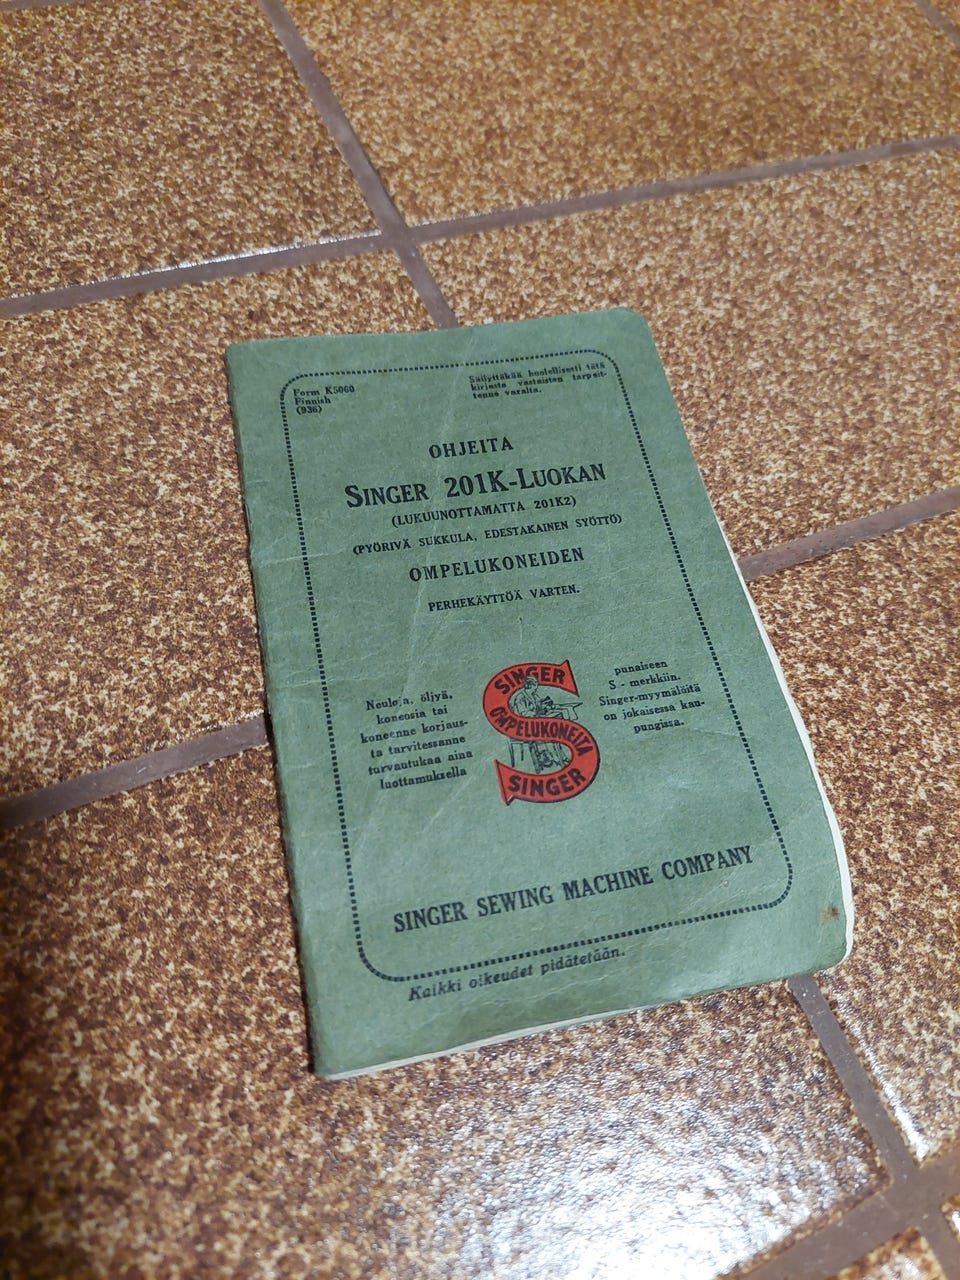 Form K5060
Finnish
(936)
Säilyttäkää huolellisesti tätä
kirjasta vastaisten tarpeit-
tenne varalta.
OHJEITA
SINGER 201K-LUOKAN
(LUKUUNOTTAMATTA 201K2)
(PYÖRIVÄ SUKKULA, EDESTAKAINEN SYÖTTÖ)
OMPELUKONEIDEN
PERHEKÄYTTÖÄ VARTEN.
Neuloja, öljyä,
koneosia tai
koneenne korjaus-
ta tarvitessanne
turvautukaa aina
luottamuksella
SINGER
OMPELUKONEITA
SINGER
punaiseen
S - merkkiin.
Singer-myymälöitä
on jokaisessa kau-
pungissa.
SINGER SEWING MACHINE COMPANY
Kaikki oikeudet pidätetään.